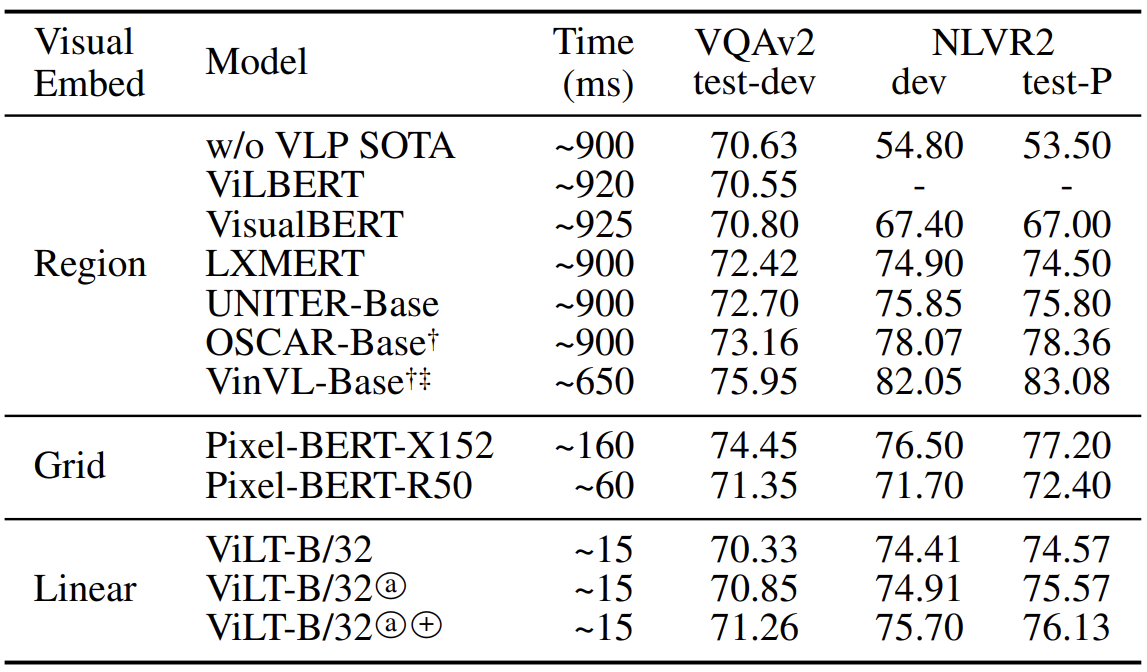 Visual Embed Model Time (ms) VQAv2 test-dev NLVR2 dev test-P
Region
w/o VLP SOTA ~900 70.63 54.80 53.50
ViLBERT ~920 70.55 - -
VisualBERT ~925 70.80 67.40 67.00
LXMERT ~900 72.42 74.90 74.50
UNITER-Base ~900 72.70 75.85 75.80
OSCAR-Base† ~900 73.16 78.07 78.36
VinVL-Base†‡ ~650 75.95 82.05 83.08
Grid
Pixel-BERT-X152 ~160 74.45 76.50 77.20
Pixel-BERT-R50 ~60 71.35 71.70 72.40
Linear
ViLT-B/32 ~15 70.33 74.41 74.57
ViLT-B/32ⓐ ~15 70.85 74.91 75.57
ViLT-B/32ⓐ⊕ ~15 71.26 75.70 76.13